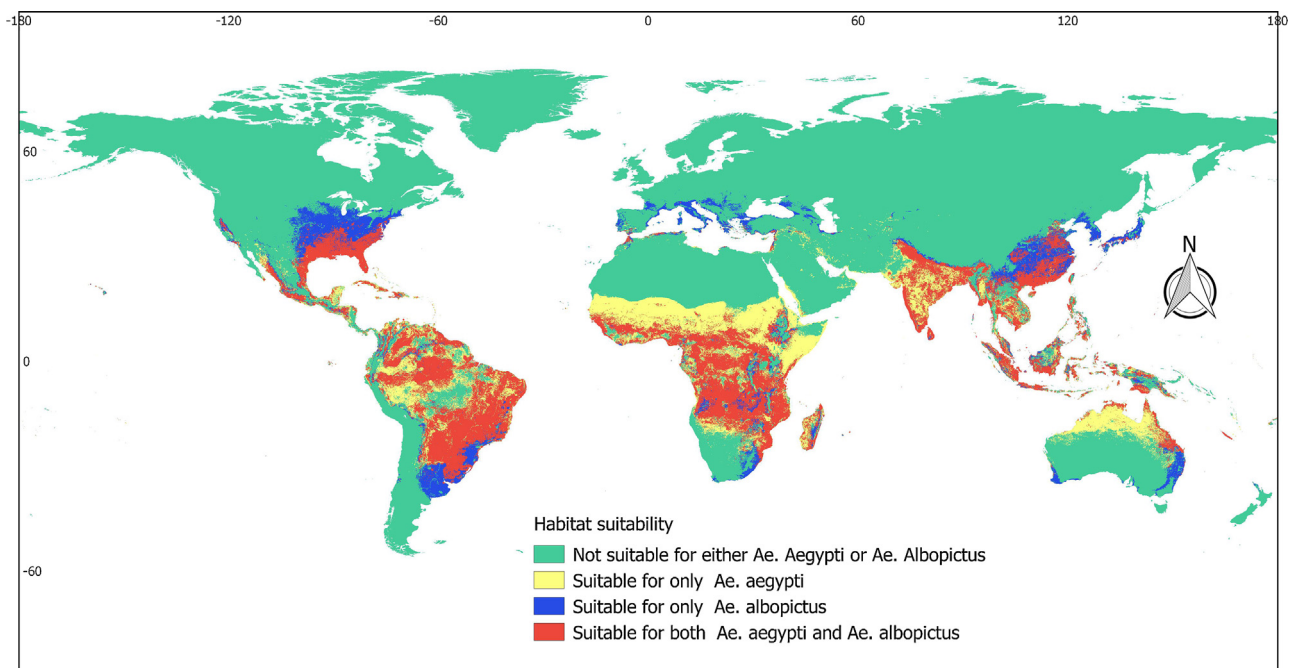 -180 -120 -60 0 60 120 180
60
N
0
-60
Habitat suitability
Not suitable for either Ae. Aegypti or Ae. Albopictus
Suitable for only Ae. aegypti
Suitable for only Ae. albopictus
Suitable for both Ae. aegypti and Ae. albopictus